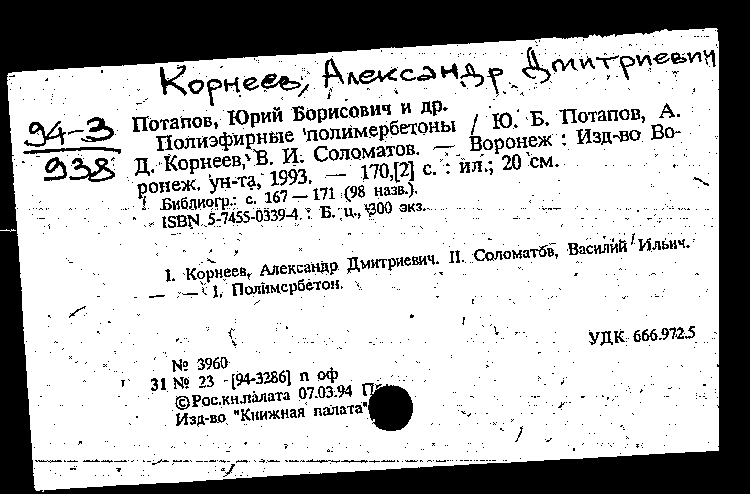 Корнеев, Александр Дмитриевич
94-3
938
Потапов, Юрий Борисович и др.
Полиэфирные полимербетоны / Ю. Б. Потапов, А.
Д. Корнеев, В. И. Соломатов. — Воронеж : Изд-во Во-
ронеж. ун-та, 1993. — 170,[2] с. : ил.; 20 см.
Библиогр.: с. 167 — 171 (98 назв.).
ISBN 5-7455-0339-4 : Б. ц., 300 экз.
I. Корнеев, Александр Дмитриевич. II. Соломатов, Василий Ильич.
— — 1. Полимербетон.
УДК 666.972.5
№ 3960
31 № 23 [94-3286] п оф
©Рос.кн.палата 07.03.94
Изд-во "Книжная палата"